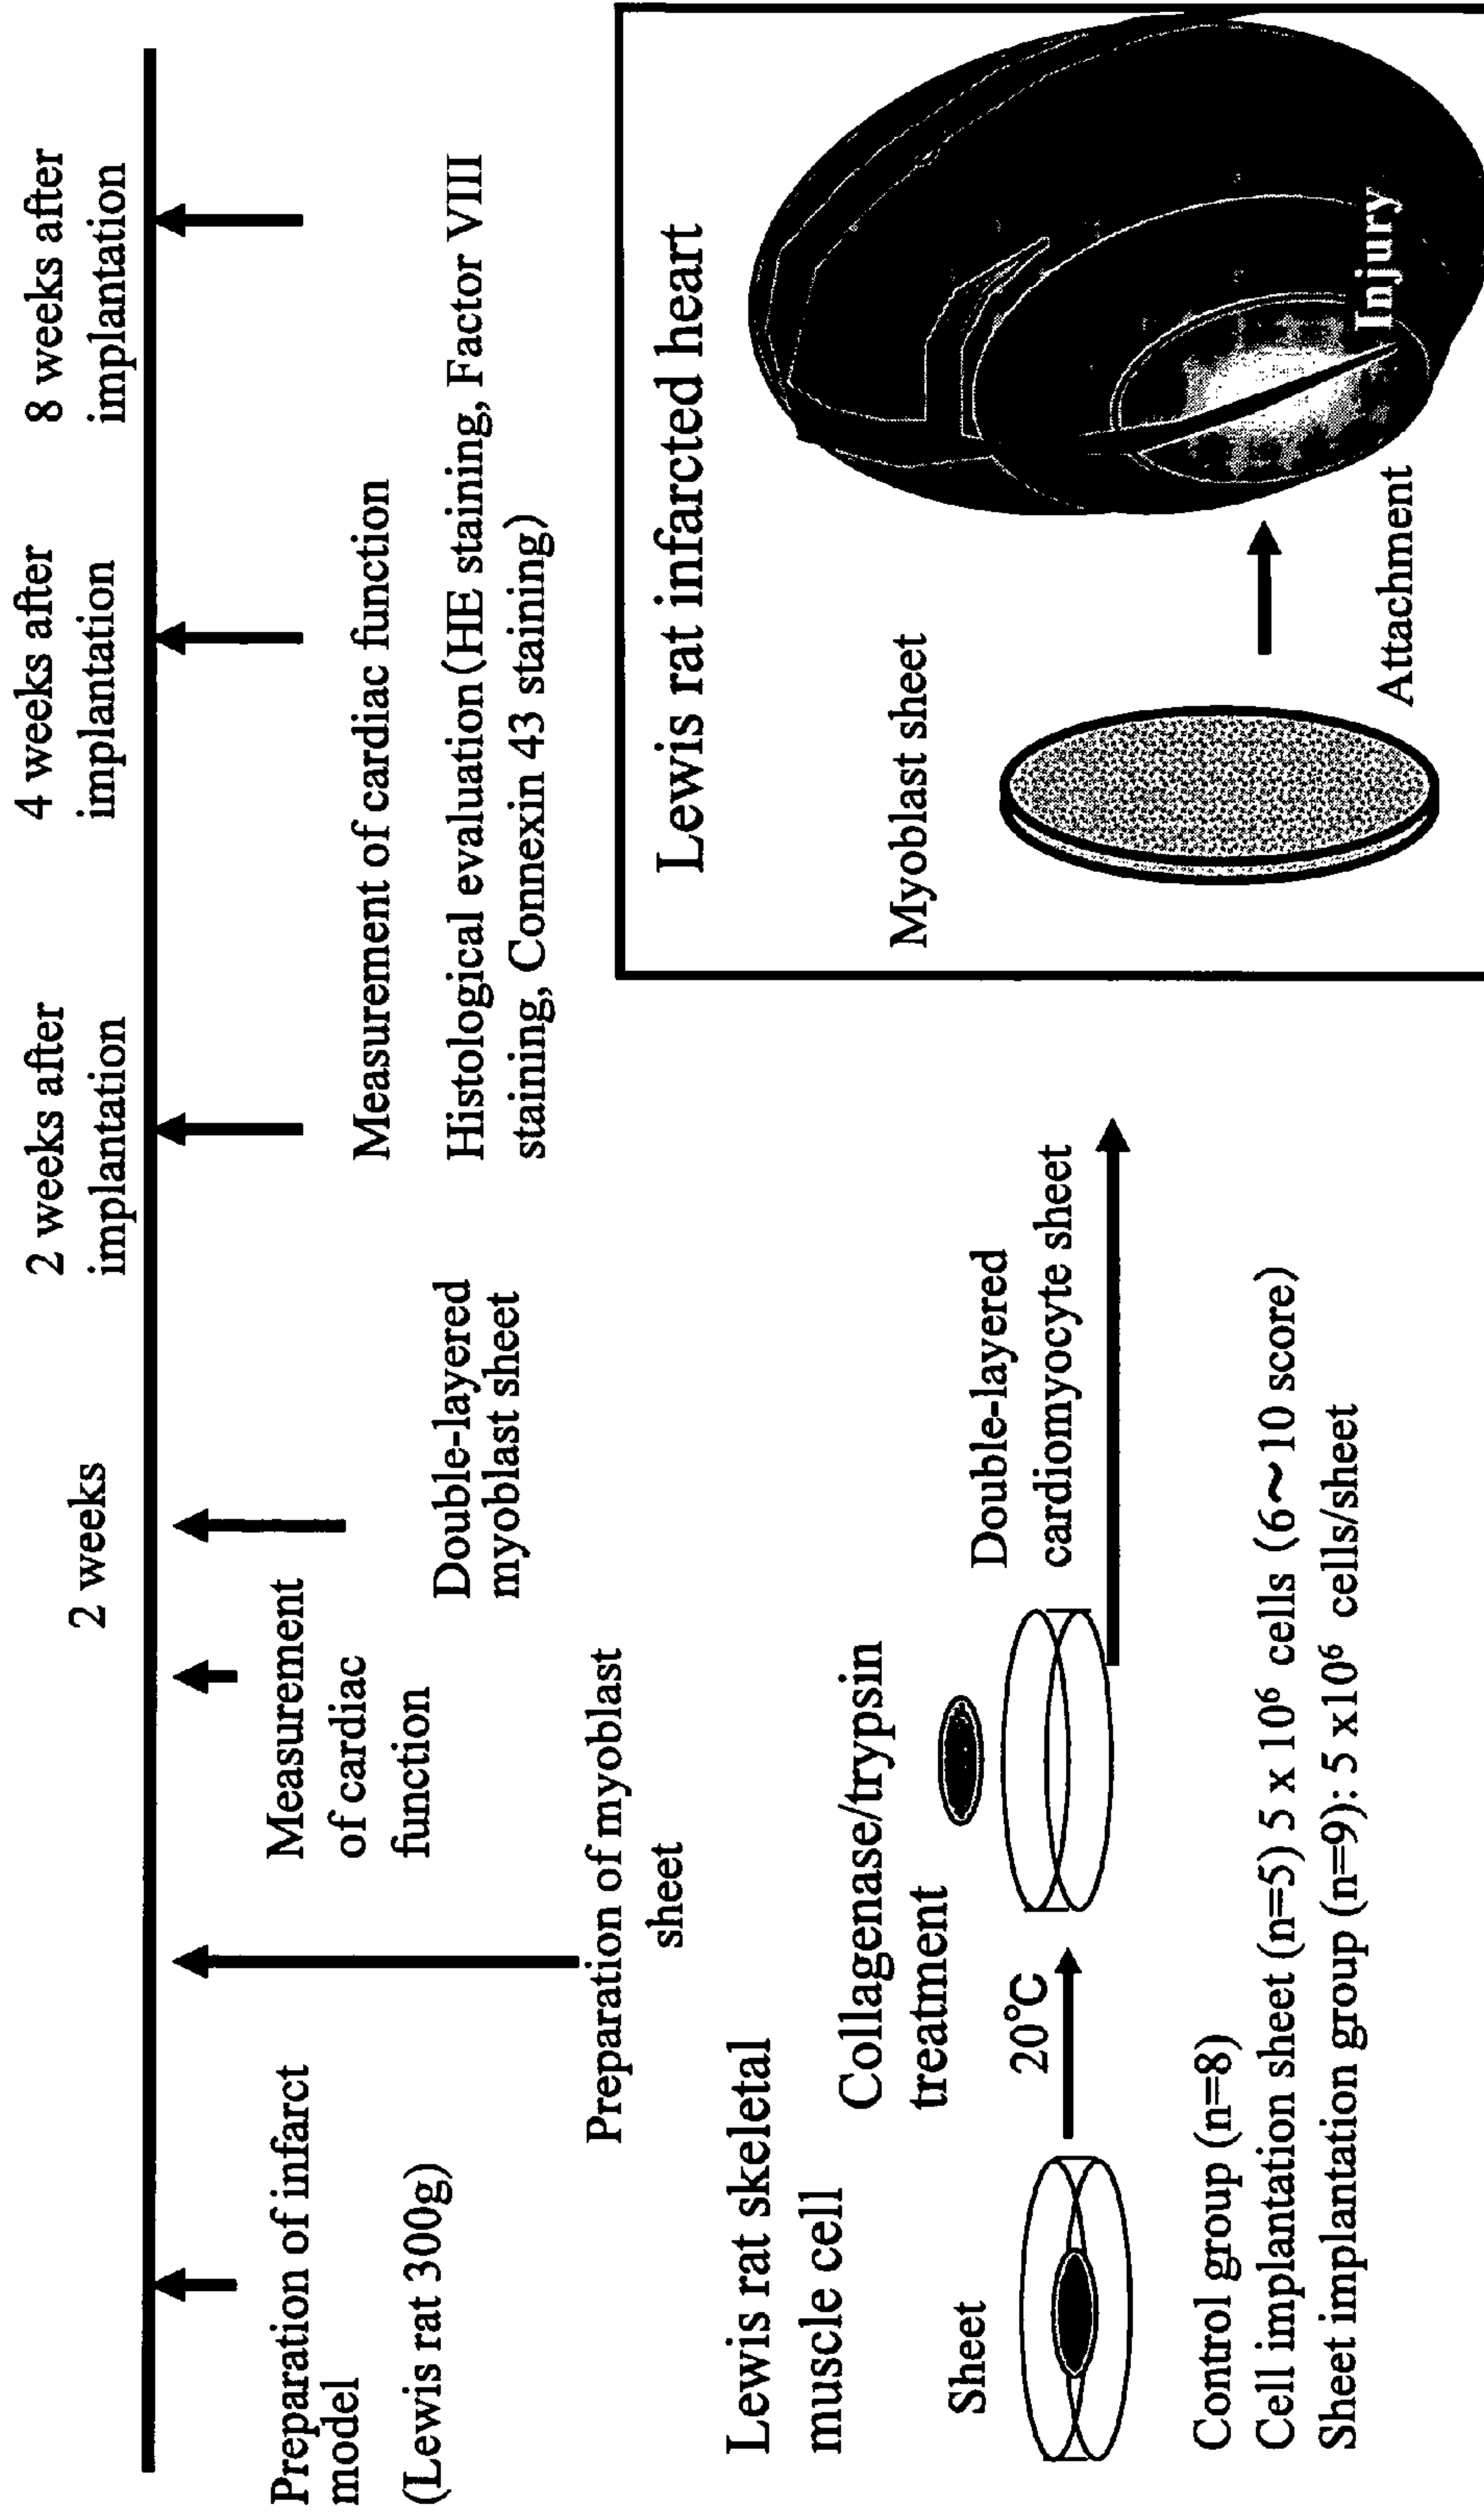 2 weeks
2 weeks after
implantation
4 weeks after
implantation
8 weeks after
implantation
Preparation of infarct
model
(Lewis rat 300g)
Measurement
of cardiac
function
Preparation of myoblast
sheet
Double-layered
myoblast sheet
Measurement of cardiac function
Histological evaluation (HE staining, Factor VIII
staining, Connexin 43 staining)
Lewis rat skeletal
muscle cell
Collagenase/trypsin
treatment
Sheet
20°C
Double-layered
cardiomyocyte sheet
Lewis rat infarcted heart
Myoblast sheet
Attachment
Injury
Control group (n=8)
Cell implantation sheet (n=5) 5 x 10⁶ cells (6~10 score)
Sheet implantation group (n=9): 5 x10⁶ cells/sheet